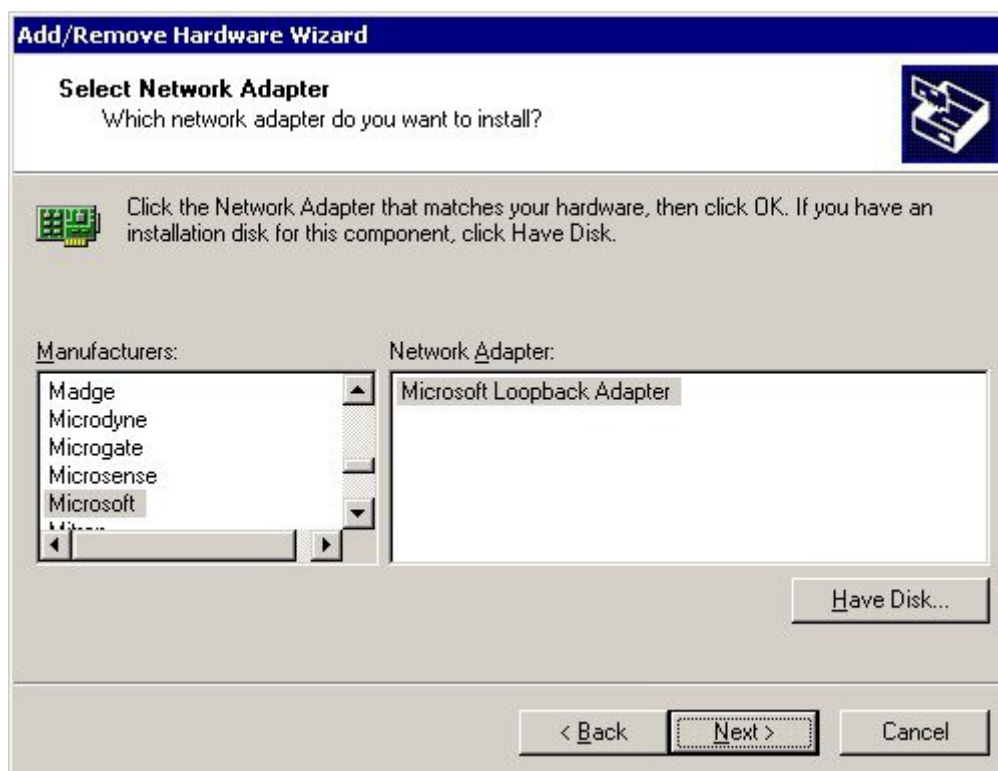 Add/Remove Hardware Wizard
Select Network Adapter
Which network adapter do you want to install?
Click the Network Adapter that matches your hardware, then click OK. If you have an
installation disk for this component, click Have Disk.
Manufacturers:
Network Adapter:
Madge
Microdyne
Microgate
Microsense
Microsoft
Microsoft Loopback Adapter
Have Disk...
< Back
Next >
Cancel